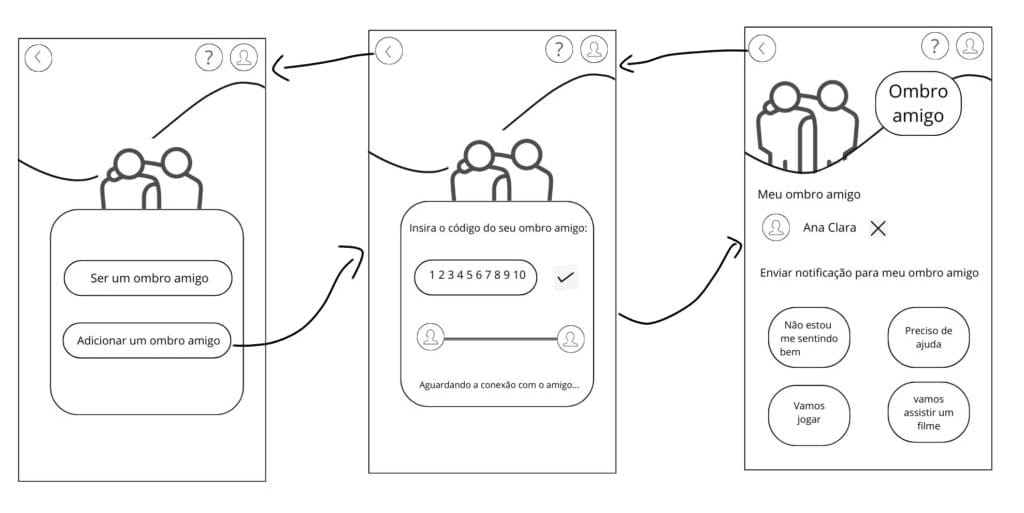 ?
Ser um ombro amigo
Adicionar um ombro amigo
?
Insira o código do seu ombro amigo:
1 2 3 4 5 6 7 8 9 10
Aguardando a conexão com o amigo...
?
Ombro
amigo
Meu ombro amigo
Ana Clara
Enviar notificação para meu ombro amigo
Não estou
me sentindo
bem
Preciso de
ajuda
Vamos
jogar
vamos
assistir um
filme